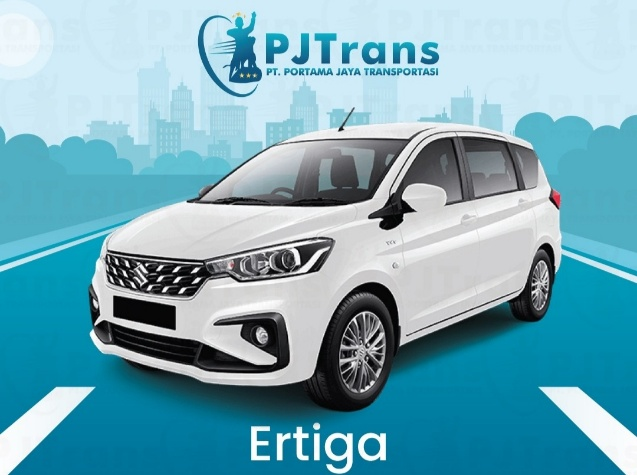 PJTrans
PT. PORTAMA JAYA TRANSPORTASI
Ertiga